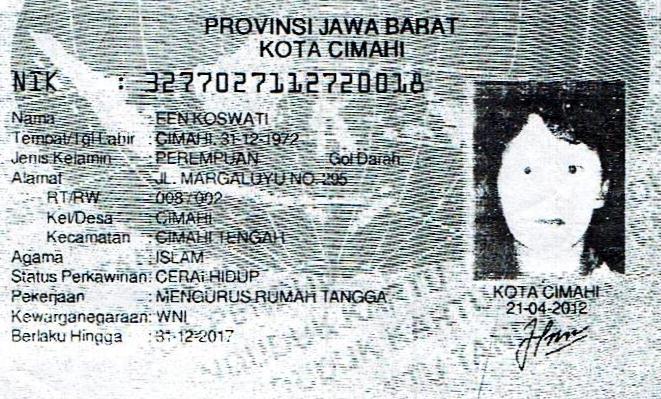 PROVINSI JAWA BARAT
KOTA CIMAHI
NIK : 3277027112720018
Nama : EEN KOSWATI
Tempat/Tgl Lahir : CIMAHI, 31-12-1972
Jenis Kelamin : PEREMPUAN Gol Darah
Alamat : JL. MARGALUYU NO. 295
RT/RW : 008/002
Kel/Desa : CIMAHI
Kecamatan : CIMAHI TENGAH
Agama : ISLAM
Status Perkawinan: CERAI HIDUP
Pekerjaan : MENGURUS RUMAH TANGGA
Kewarganegaraan: WNI
Berlaku Hingga : 31-12-2017
KOTA CIMAHI
21-04-2012